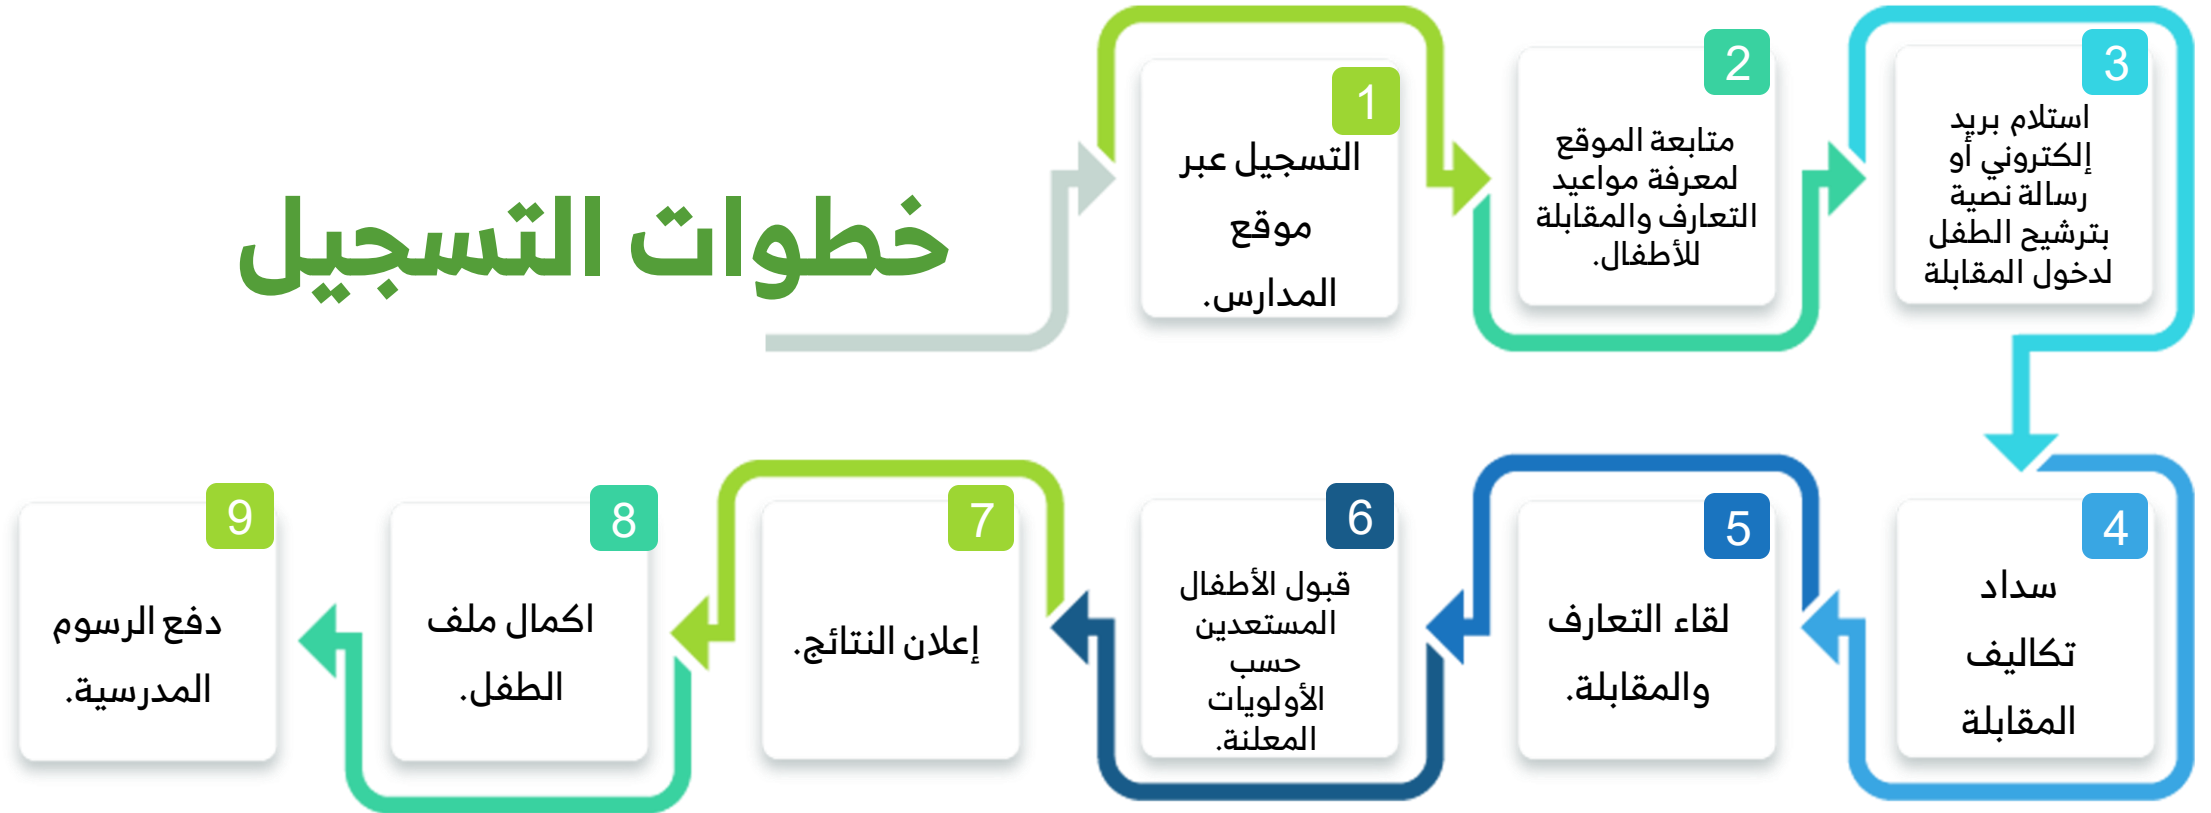 خطوات التسجيل
1
التسجيل عبر
موقع
المدارس.
2
متابعة الموقع
لمعرفة مواعيد
التعارف والمقابلة
للأطفال.
3
استلام بريد
إلكتروني أو
رسالة نصية
بترشيح الطفل
لدخول المقابلة
4
سداد
تكاليف
المقابلة
5
لقاء التعارف
والمقابلة.
6
قبول الأطفال
المستعدين
حسب
الأولويات
المعلنة.
7
إعلان النتائج.
8
اكمال ملف
الطفل.
9
دفع الرسوم
المدرسية.